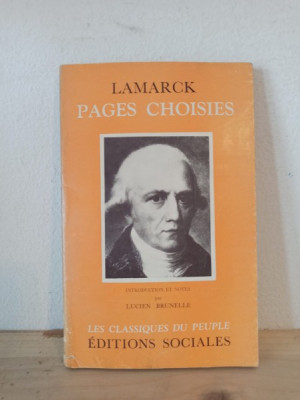 LAMARCK
PAGES CHOISIES
INTRODUCTION ET NOTES
par
LUCIEN BRUNELLE
LES CLASSIQUES DU PEUPLE
ÉDITIONS SOCIALES